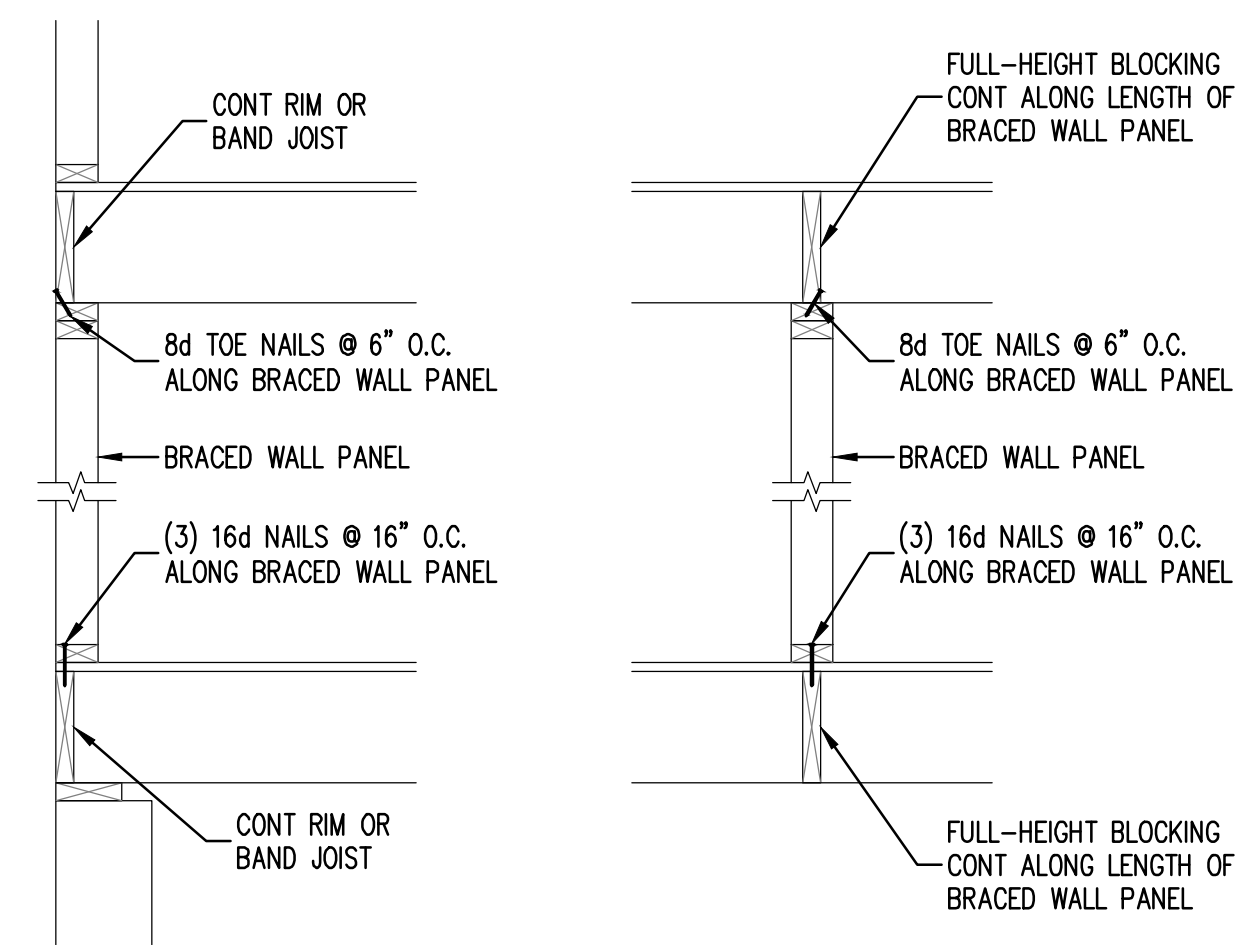 CONT RIM OR
BAND JOIST
8d TOE NAILS @ 6" O.C.
ALONG BRACED WALL PANEL
BRACED WALL PANEL
(3) 16d NAILS @ 16" O.C.
ALONG BRACED WALL PANEL
CONT RIM OR
BAND JOIST
FULL-HEIGHT BLOCKING
CONT ALONG LENGTH OF
BRACED WALL PANEL
8d TOE NAILS @ 6" O.C.
ALONG BRACED WALL PANEL
BRACED WALL PANEL
(3) 16d NAILS @ 16" O.C.
ALONG BRACED WALL PANEL
FULL-HEIGHT BLOCKING
CONT ALONG LENGTH OF
BRACED WALL PANEL